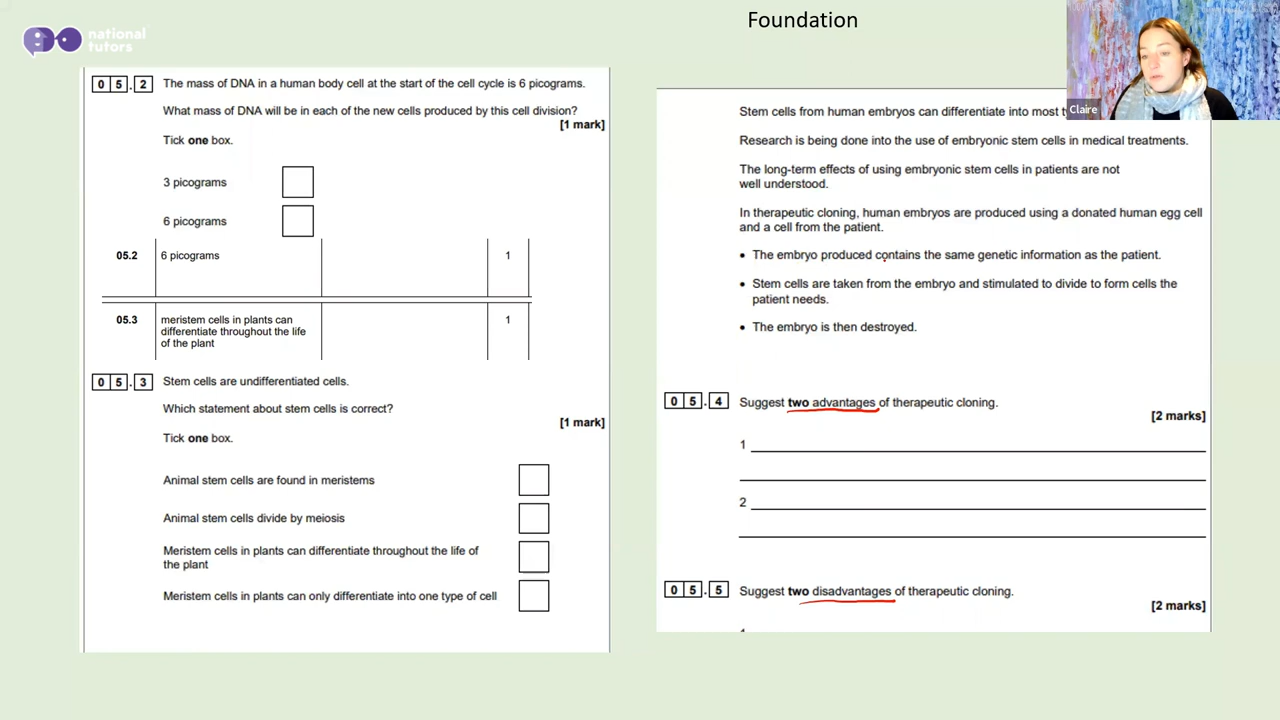 Foundation
national
tutors
Claire
0 5 . 2 The mass of DNA in a human body cell at the start of the cell cycle is 6 picograms.
What mass of DNA will be in each of the new cells produced by this cell division?
[1 mark]
Tick one box.
3 picograms
6 picograms
05.2 6 picograms 1
05.3 meristem cells in plants can 1
differentiate throughout the life
of the plant
0 5 . 3 Stem cells are undifferentiated cells.
Which statement about stem cells is correct?
[1 mark]
Tick one box.
Animal stem cells are found in meristems
Animal stem cells divide by meiosis
Meristem cells in plants can differentiate throughout the life of
the plant
Meristem cells in plants can only differentiate into one type of cell
Stem cells from human embryos can differentiate into most
Research is being done into the use of embryonic stem cells in medical treatments.
The long-term effects of using embryonic stem cells in patients are not
well understood.
In therapeutic cloning, human embryos are produced using a donated human egg cell
and a cell from the patient.
• The embryo produced contains the same genetic information as the patient.
• Stem cells are taken from the embryo and stimulated to divide to form cells the
patient needs.
• The embryo is then destroyed.
0 5 . 4 Suggest two advantages of therapeutic cloning.
[2 marks]
1
2
0 5 . 5 Suggest two disadvantages of therapeutic cloning.
[2 marks]